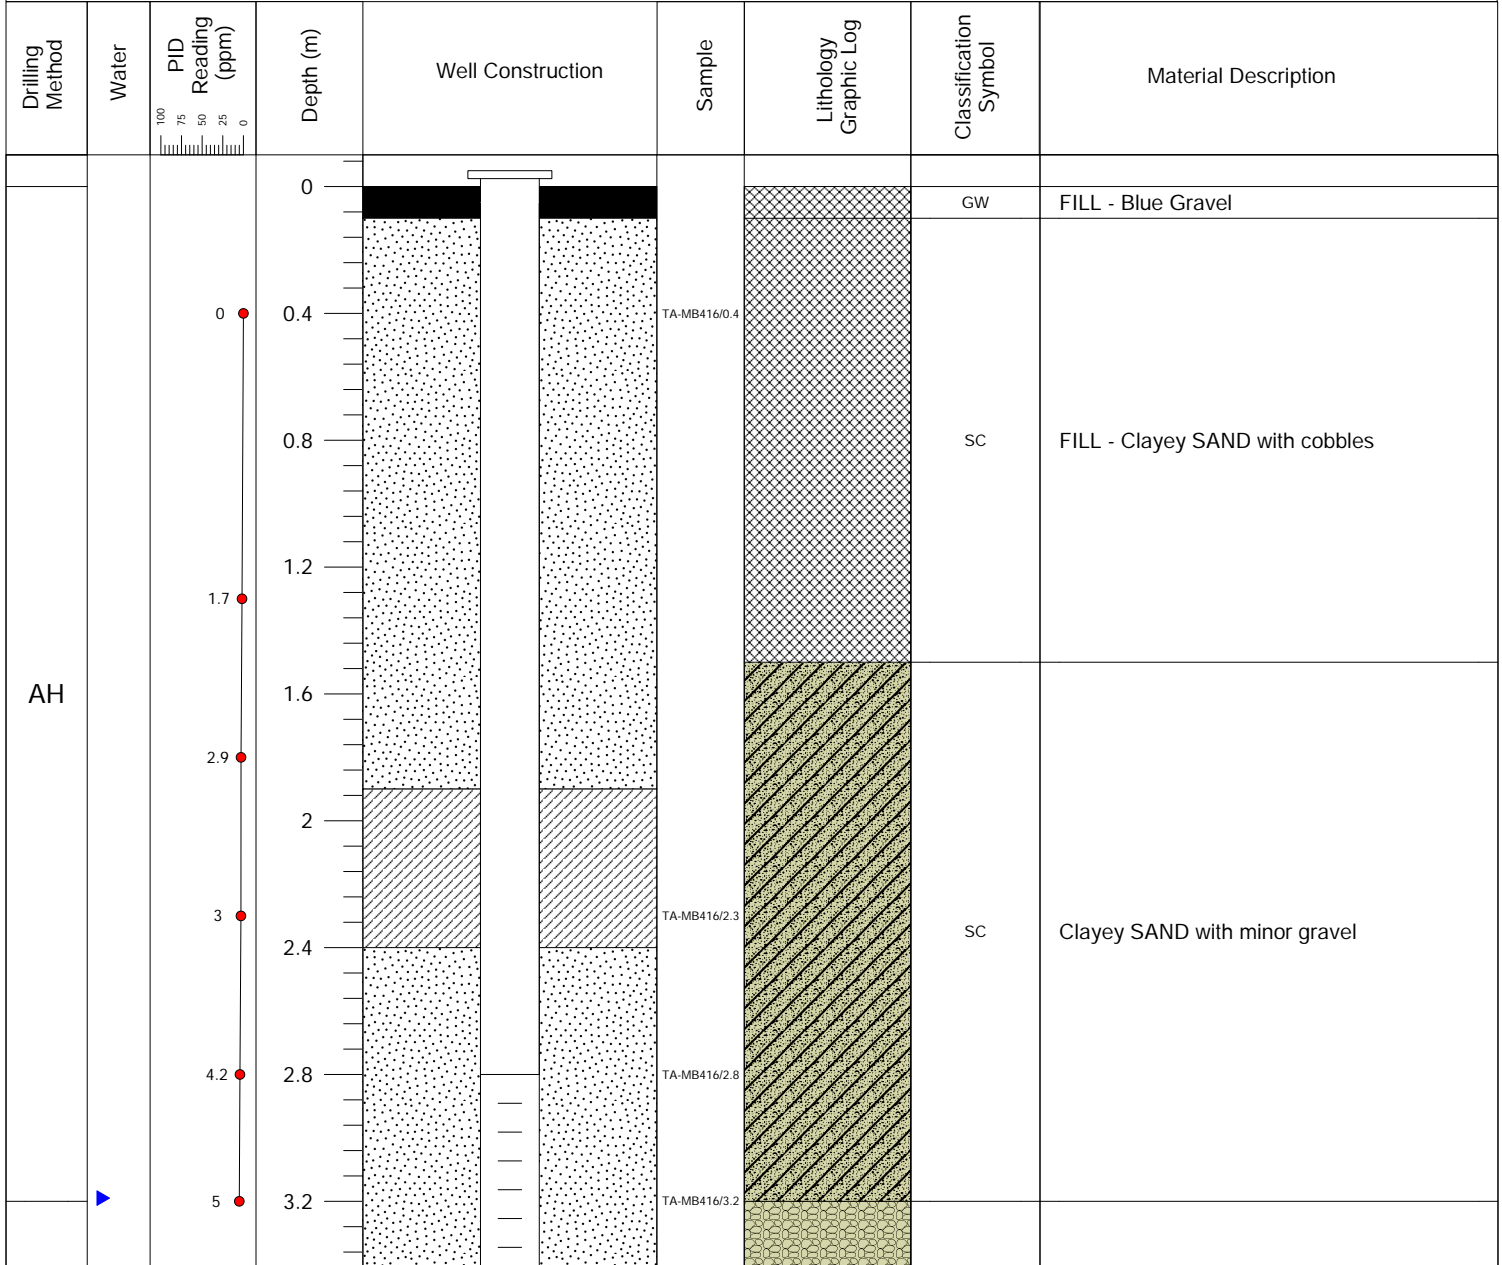 Drilling
Method
Water
PID
Reading
(ppm)
100
75
50
25
0
Depth (m)
Well Construction
Sample
Lithology
Graphic Log
Classification
Symbol
Material Description
0
GW
FILL - Blue Gravel
0
0.4
TA-MB416/0.4
0.8
SC
FILL - Clayey SAND with cobbles
1.2
1.7
AH
1.6
2.9
2
3
TA-MB416/2.3
SC
Clayey SAND with minor gravel
2.4
4.2
2.8
TA-MB416/2.8
5
3.2
TA-MB416/3.2